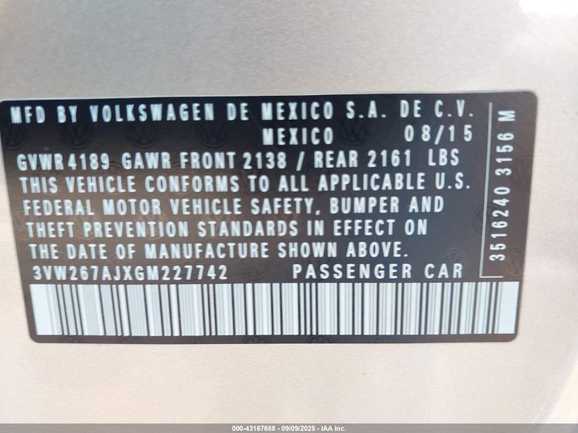 MFD BY VOLKSWAGEN DE MEXICO S.A. DE C.V.
MEXICO 08/15
GVWR 4189 GAWR FRONT 2138 / REAR 2161 LBS
THIS VEHICLE CONFORMS TO ALL APPLICABLE U.S.
FEDERAL MOTOR VEHICLE SAFETY, BUMPER AND
THEFT PREVENTION STANDARDS IN EFFECT ON
THE DATE OF MANUFACTURE SHOWN ABOVE.
3VW267AJXGM227742 PASSENGER CAR
3516240 3156 M
000-43167668 - 09/09/2025 - IAA Inc.